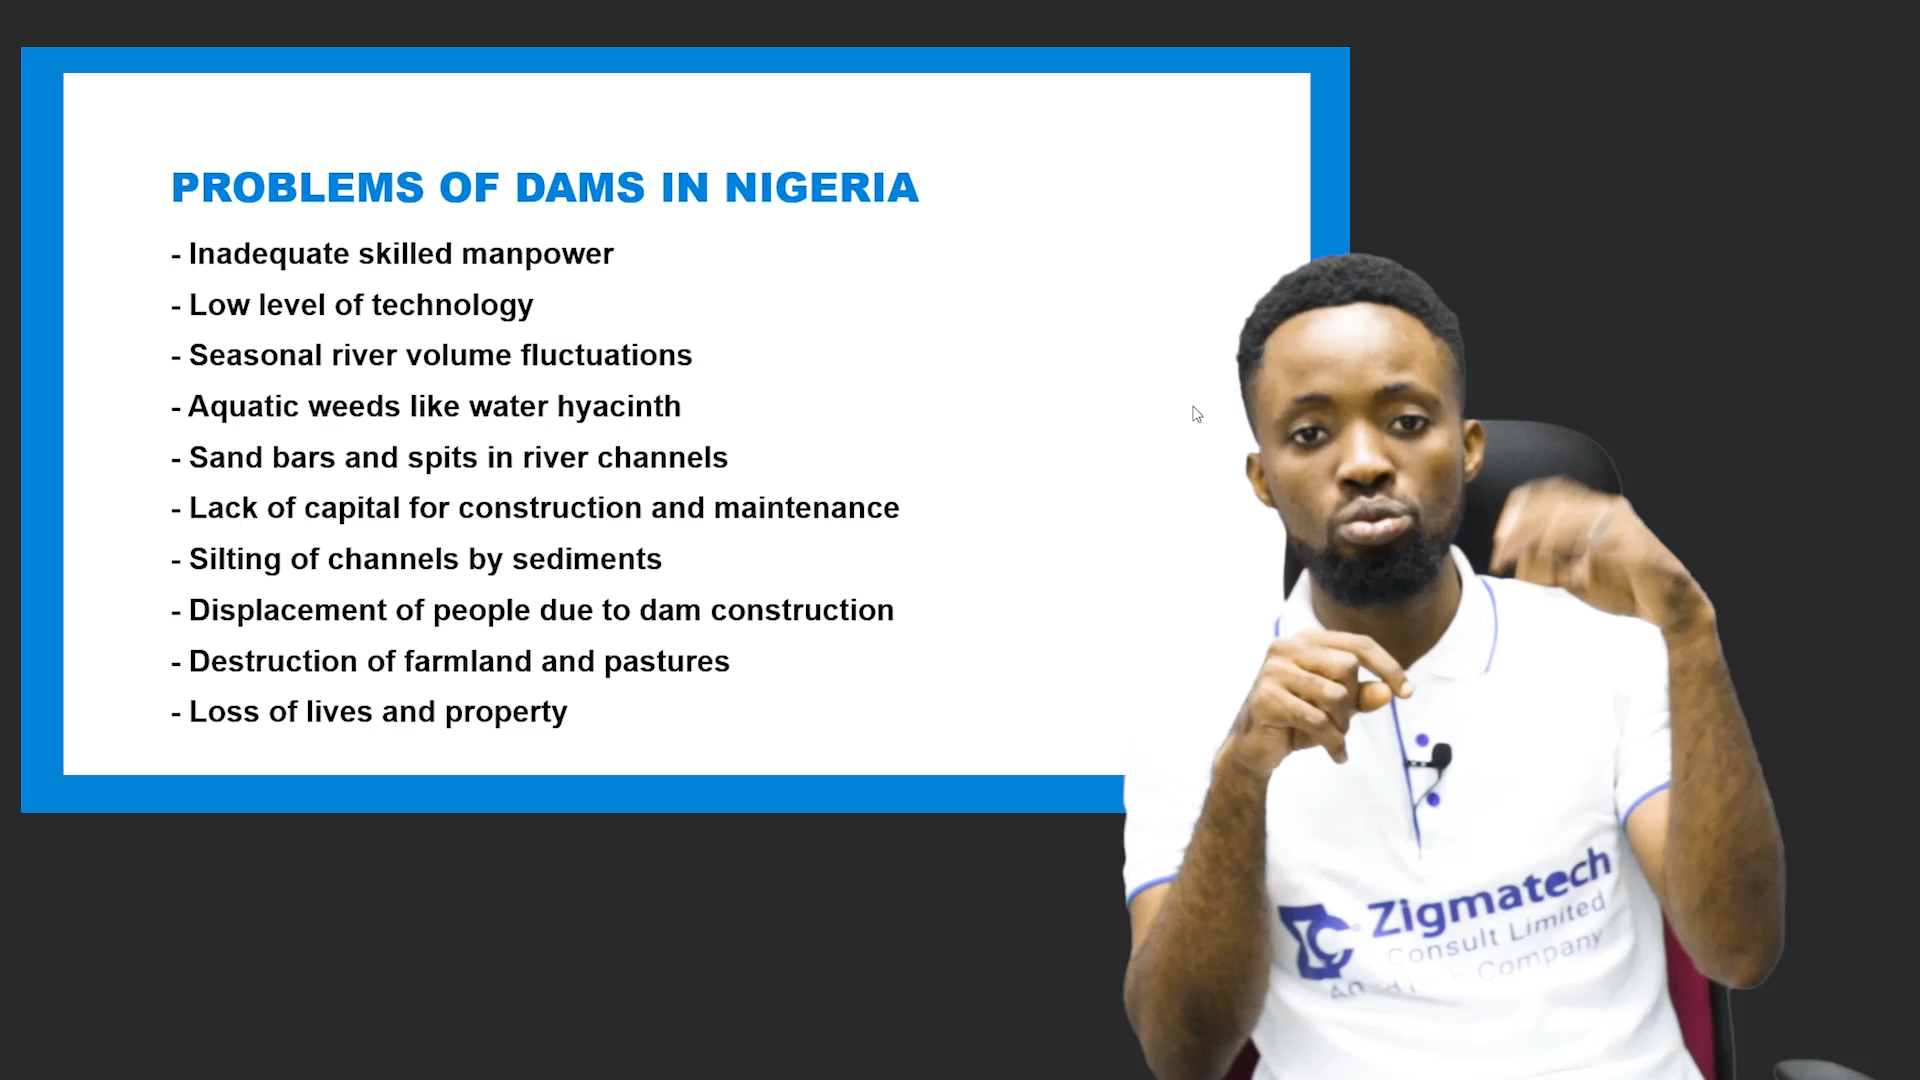 PROBLEMS OF DAMS IN NIGERIA
- Inadequate skilled manpower
- Low level of technology
- Seasonal river volume fluctuations
- Aquatic weeds like water hyacinth
- Sand bars and spits in river channels
- Lack of capital for construction and maintenance
- Silting of channels by sediments
- Displacement of people due to dam construction
- Destruction of farmland and pastures
- Loss of lives and property
Zigmatech
Consult Limited
Company